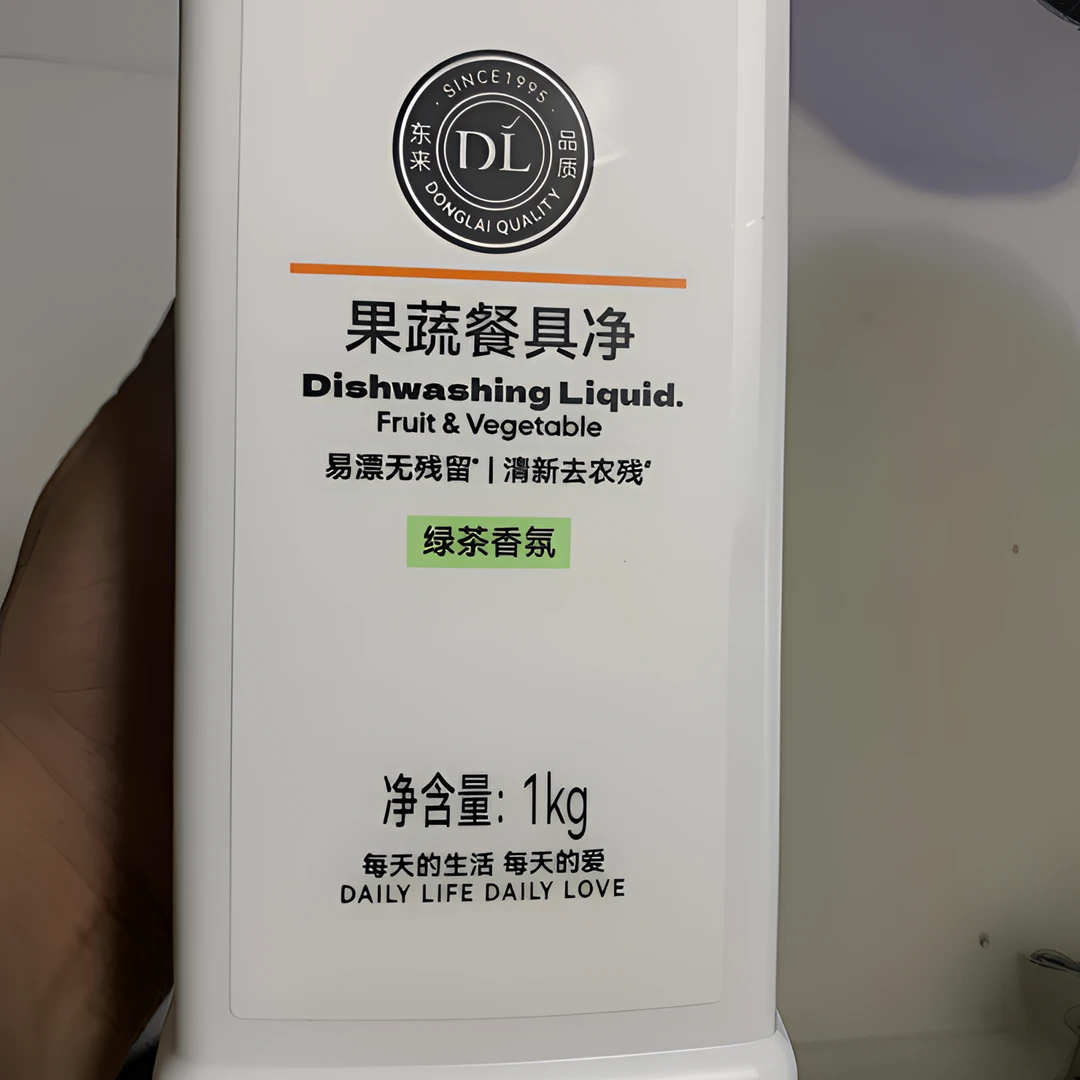 SINCE1995
东来
品质
DL
DONGLAI QUALITY
果蔬餐具净
Dishwashing Liquid.
Fruit & Vegetable
易漂无残留 | 清新去农残
绿茶香氛
净含量: 1kg
每天的生活 每天的爱
DAILY LIFE DAILY LOVE